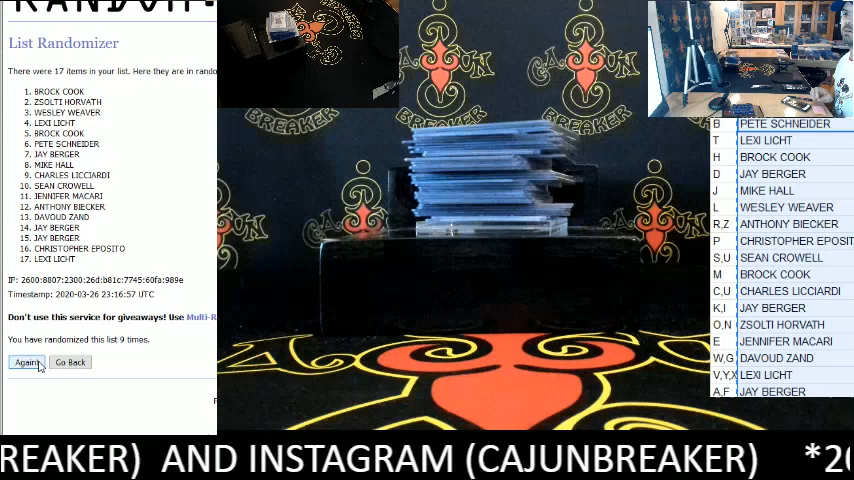 List Randomizer
There were 17 items in your list. Here they are in rando
1. BROCK COOK
2. ZSOLTI HORVATH
3. WESLEY WEAVER
4. LEXI LICHT
5. BROCK COOK
6. PETE SCHNEIDER
7. JAY BERGER
8. MIKE HALL
9. CHARLES LICCIARDI
10. SEAN CROWELL
11. JENNIFER MACARI
12. ANTHONY BIECKER
13. DAVOUD ZAND
14. JAY BERGER
15. JAY BERGER
16. CHRISTOPHER EPOSITO
17. LEXI LICHT
IP: 2600:8807:2300:26d:b81c:7745:60fa:989e
Timestamp: 2020-03-26 23:16:57 UTC
Don't use this service for giveaways! Use Multi-R
You have randomized this list 9 times.
Again! Go Back
CAJUN
BREAKER
CAJUN
BREAKER
B PETE SCHNEIDER
T LEXI LICHT
H BROCK COOK
D JAY BERGER
J MIKE HALL
L WESLEY WEAVER
R,Z ANTHONY BIECKER
P CHRISTOPHER EPOSIT
S,U SEAN CROWELL
M BROCK COOK
C,U CHARLES LICCIARDI
K,I JAY BERGER
O,N ZSOLTI HORVATH
E JENNIFER MACARI
W,G DAVOUD ZAND
V,Y,X LEXI LICHT
A,F JAY BERGER
REAKER) AND INSTAGRAM (CAJUNBREAKER) *20